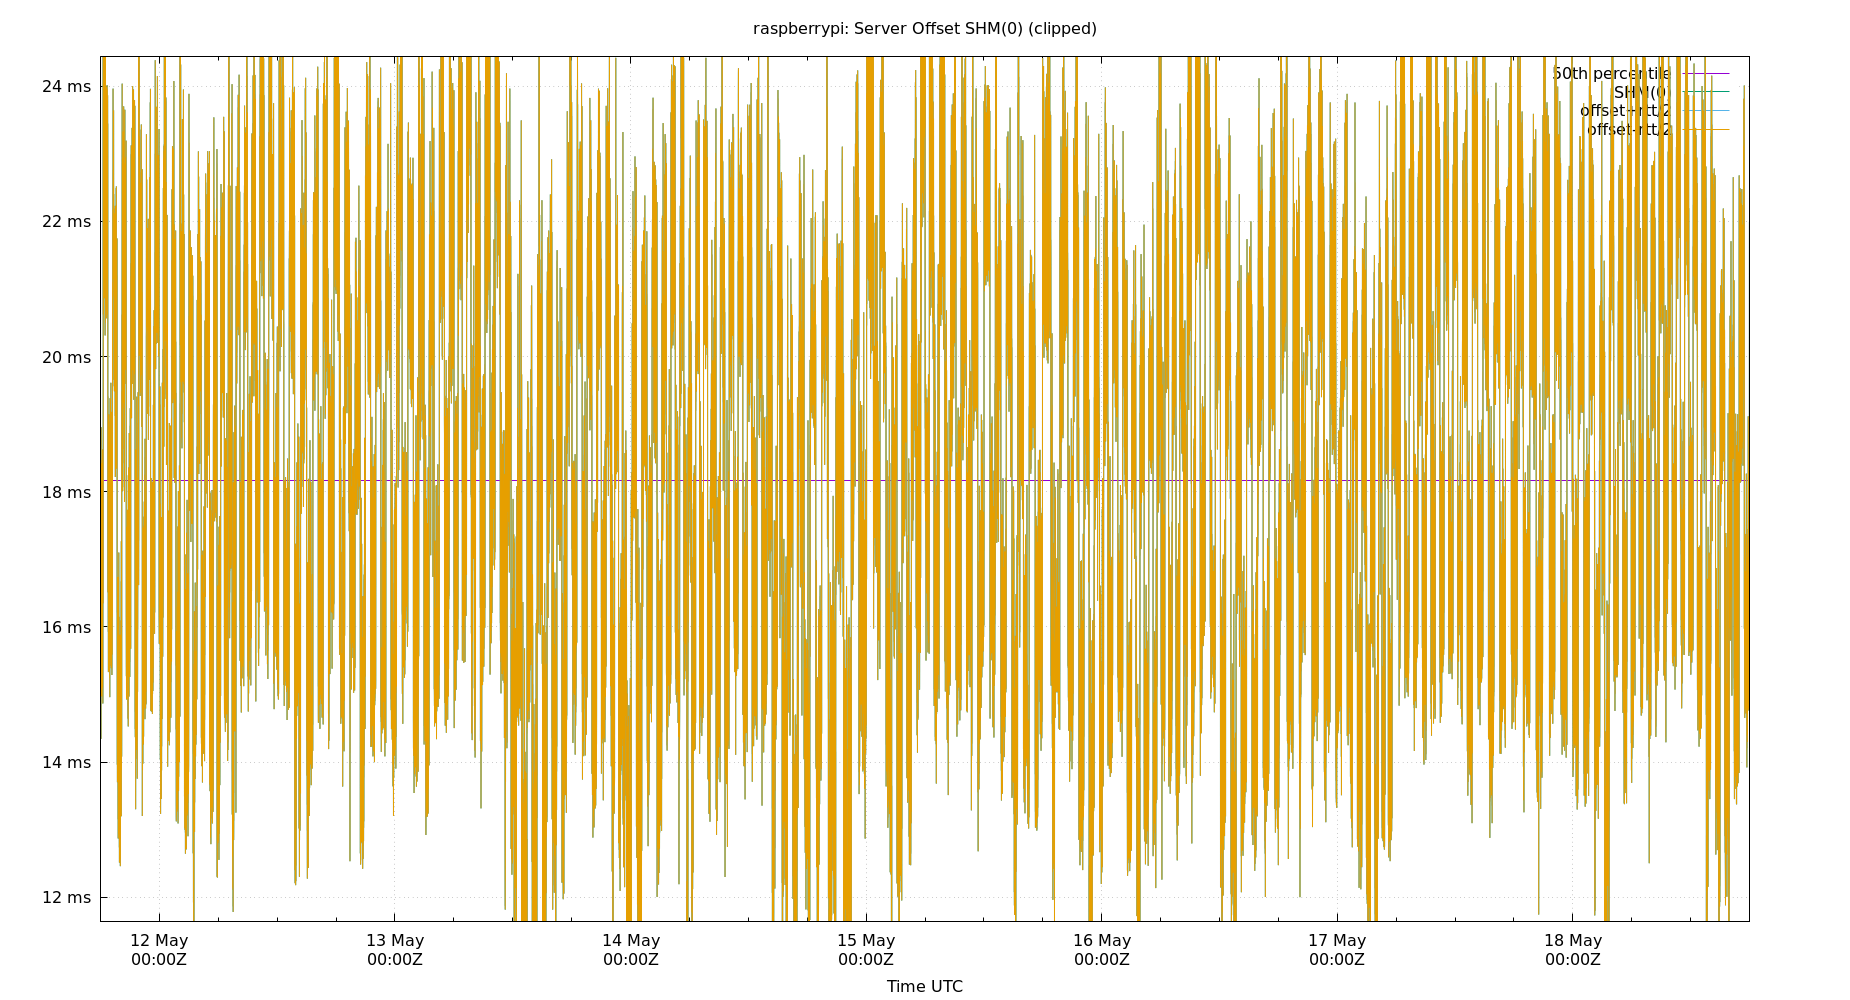 raspberrypi: Server Offset SHM(0) (clipped)
24 ms
22 ms
20 ms
18 ms
16 ms
14 ms
12 ms
50th percentile
SHM(0)
offset+rtt/2
offset-rtt/2
12 May 13 May 14 May 15 May 16 May 17 May 18 May
00:00Z 00:00Z 00:00Z 00:00Z 00:00Z 00:00Z 00:00Z
Time UTC